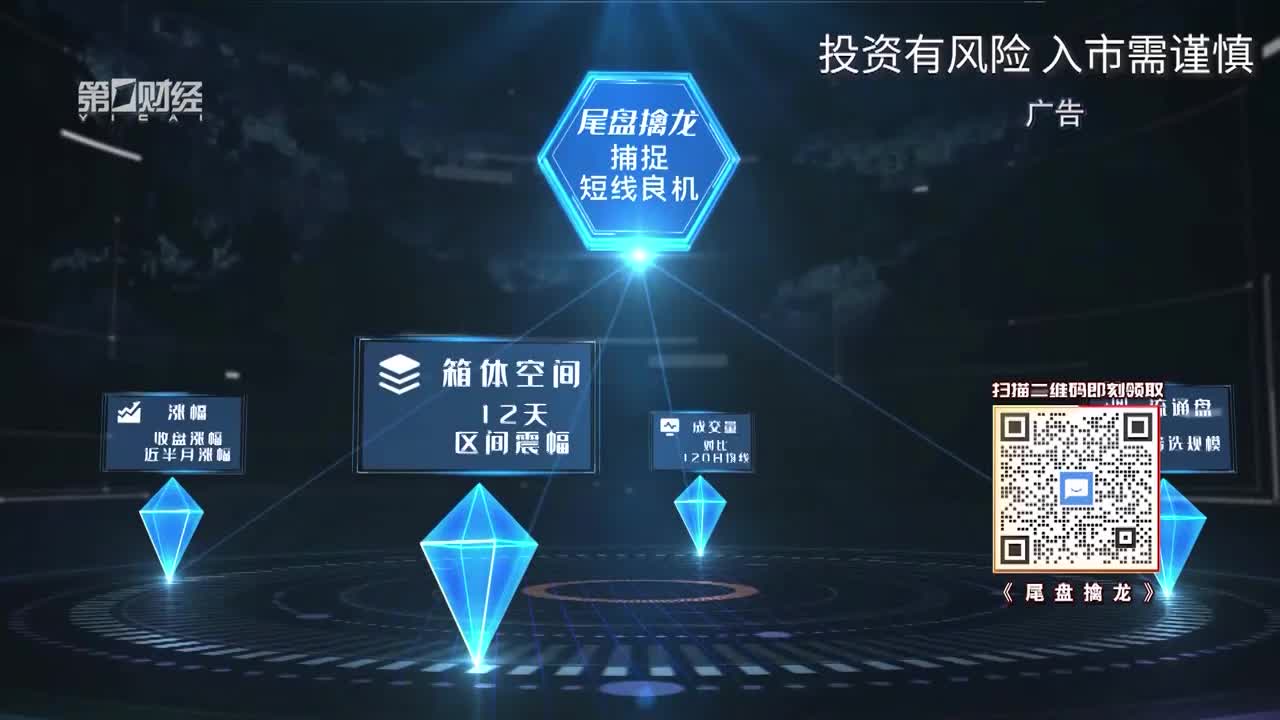 投资有风险 入市需谨慎
广告
第一财经
YICAI
尾盘擒龙
捕捉
短线良机
箱体空间
12天
区间震幅
涨幅
收盘涨幅
近半月涨幅
成交量
对比
120日均线
扫描二维码即刻领取
流通盘
筛选规模
《尾盘擒龙》